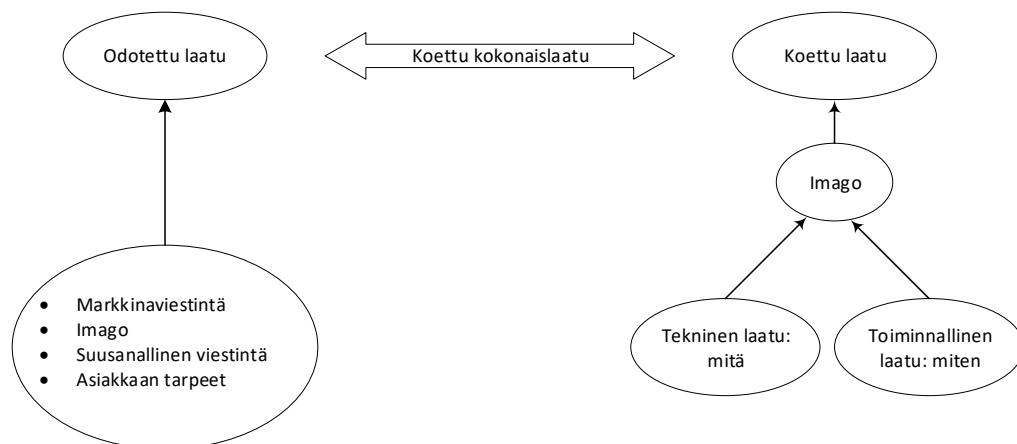 Odotettu laatu
Koettu kokonaislaatu
Koettu laatu
Imago
• Markkinaviestintä
• Imago
• Suusanallinen viestintä
• Asiakkaan tarpeet
Tekninen laatu:
mitä
Toiminnallinen
laatu: miten